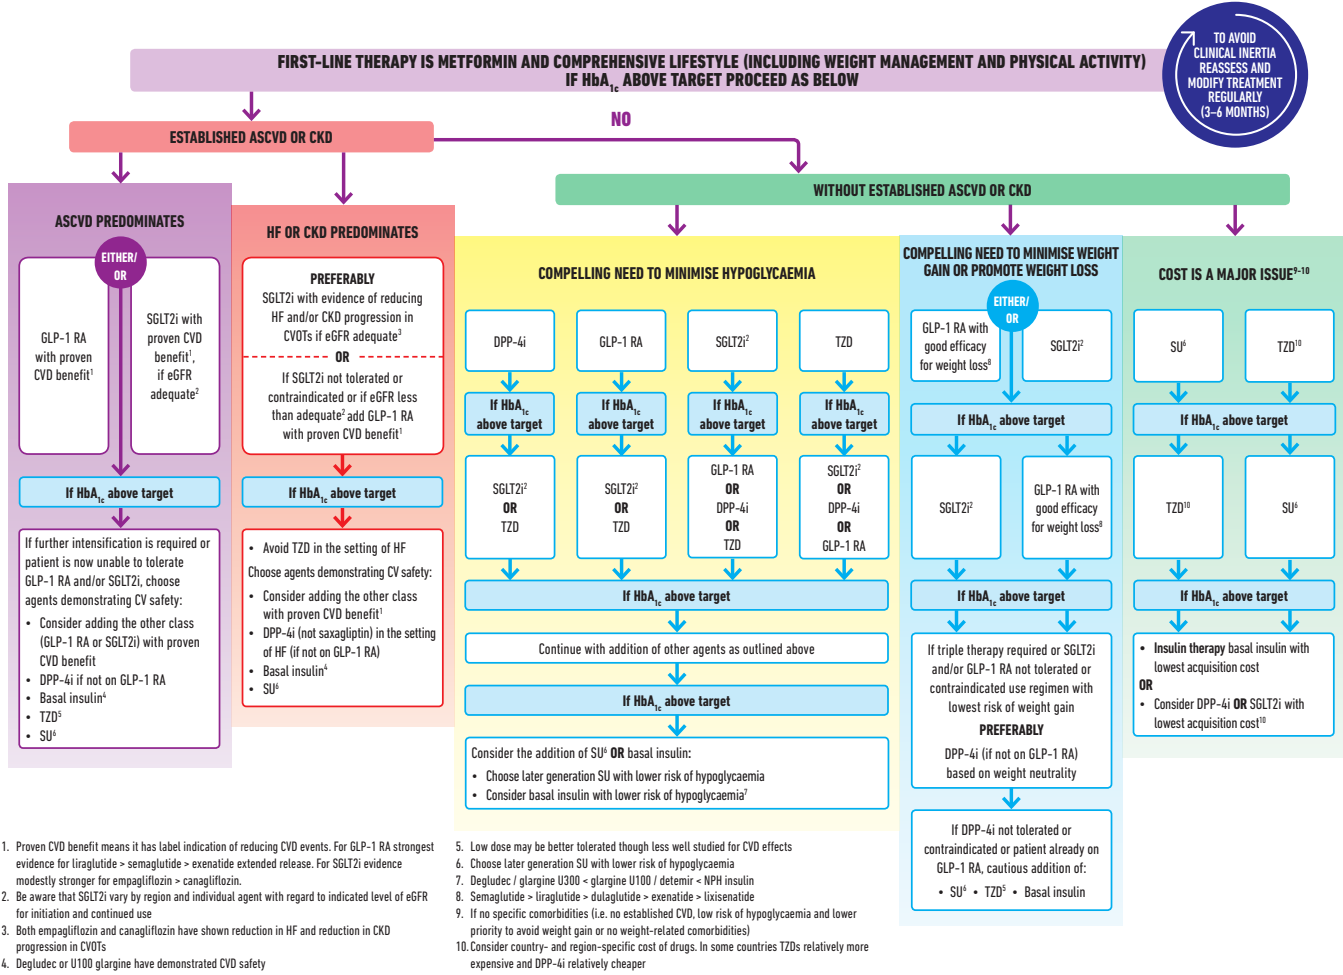 TO AVOID
CLINICAL INERTIA
REASSESS AND
MODIFY TREATMENT
REGULARLY
(3–6 MONTHS)
FIRST-LINE THERAPY IS METFORMIN AND COMPREHENSIVE LIFESTYLE (INCLUDING WEIGHT MANAGEMENT AND PHYSICAL ACTIVITY)
IF HbA1c ABOVE TARGET PROCEED AS BELOW
ESTABLISHED ASCVD OR CKD
NO
WITHOUT ESTABLISHED ASCVD OR CKD
ASCVD PREDOMINATES
EITHER/
OR
GLP-1 RA
with proven
CVD benefit1
SGLT2i with
proven CVD
benefit1,
if eGFR
adequate2
If HbA1c above target
If further intensification is required or
patient is now unable to tolerate
GLP-1 RA and/or SGLT2i, choose
agents demonstrating CV safety:
• Consider adding the other class
(GLP-1 RA or SGLT2i) with proven
CVD benefit
• DPP-4i if not on GLP-1 RA
• Basal insulin4
• TZD5
• SU6
HF OR CKD PREDOMINATES
PREFERABLY
SGLT2i with evidence of reducing
HF and/or CKD progression in
CVOTs if eGFR adequate3
OR
If SGLT2i not tolerated or
contraindicated or if eGFR less
than adequate2 add GLP-1 RA
with proven CVD benefit1
If HbA1c above target
• Avoid TZD in the setting of HF
Choose agents demonstrating CV safety:
• Consider adding the other class
with proven CVD benefit1
• DPP-4i (not saxagliptin) in the setting
of HF (if not on GLP-1 RA)
• Basal insulin4
• SU6
COMPELLING NEED TO MINIMISE HYPOGLYCAEMIA
DPP-4i
If HbA1c
above target
SGLT2i2
OR
TZD
GLP-1 RA
If HbA1c
above target
SGLT2i2
OR
TZD
SGLT2i2
If HbA1c
above target
GLP-1 RA
OR
DPP-4i
OR
TZD
TZD
If HbA1c
above target
SGLT2i2
OR
DPP-4i
OR
GLP-1 RA
If HbA1c above target
Continue with addition of other agents as outlined above
If HbA1c above target
Consider the addition of SU6 OR basal insulin:
• Choose later generation SU with lower risk of hypoglycaemia
• Consider basal insulin with lower risk of hypoglycaemia7
COMPELLING NEED TO MINIMISE WEIGHT
GAIN OR PROMOTE WEIGHT LOSS
EITHER/
OR
GLP-1 RA with
good efficacy
for weight loss8
SGLT2i2
If HbA1c above target
SGLT2i2
GLP-1 RA with
good efficacy
for weight loss8
If HbA1c above target
If triple therapy required or SGLT2i
and/or GLP-1 RA not tolerated or
contraindicated use regimen with
lowest risk of weight gain
PREFERABLY
DPP-4i (if not on GLP-1 RA)
based on weight neutrality
If DPP-4i not tolerated or
contraindicated or patient already on
GLP-1 RA, cautious addition of:
• SU6 • TZD5 • Basal insulin
COST IS A MAJOR ISSUE9-10
SU6
TZD10
If HbA1c above target
TZD10
SU6
If HbA1c above target
• Insulin therapy basal insulin with
lowest acquisition cost
OR
• Consider DPP-4i OR SGLT2i with
lowest acquisition cost10
1. Proven CVD benefit means it has label indication of reducing CVD events. For GLP-1 RA strongest
evidence for liraglutide > semaglutide > exenatide extended release. For SGLT2i evidence
modestly stronger for empagliflozin > canagliflozin.
2. Be aware that SGLT2i vary by region and individual agent with regard to indicated level of eGFR
for initiation and continued use
3. Both empagliflozin and canagliflozin have shown reduction in HF and reduction in CKD
progression in CVOTs
4. Degludec or U100 glargine have demonstrated CVD safety
5. Low dose may be better tolerated though less well studied for CVD effects
6. Choose later generation SU with lower risk of hypoglycaemia
7. Degludec / glargine U300 < glargine U100 / detemir < NPH insulin
8. Semaglutide > liraglutide > dulaglutide > exenatide > lixisenatide
9. If no specific comorbidities (i.e. no established CVD, low risk of hypoglycaemia and lower
priority to avoid weight gain or no weight-related comorbidities)
10. Consider country- and region-specific cost of drugs. In some countries TZDs relatively more
expensive and DPP-4i relatively cheaper